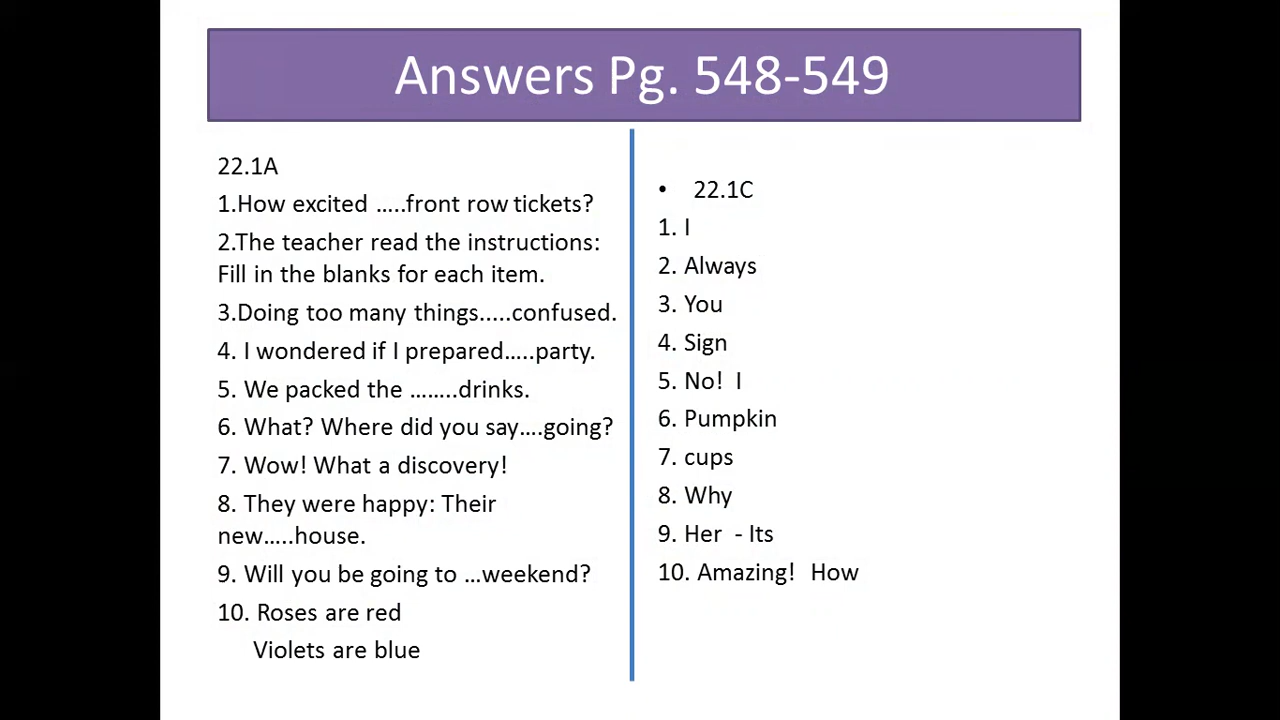 Answers Pg. 548-549
22.1A
1.How excited …..front row tickets?
2.The teacher read the instructions:
Fill in the blanks for each item.
3.Doing too many things.....confused.
4. I wondered if I prepared…..party.
5. We packed the ……..drinks.
6. What? Where did you say….going?
7. Wow! What a discovery!
8. They were happy: Their
new…..house.
9. Will you be going to …weekend?
10. Roses are red
Violets are blue
• 22.1C
1. I
2. Always
3. You
4. Sign
5. No! I
6. Pumpkin
7. cups
8. Why
9. Her - Its
10. Amazing! How